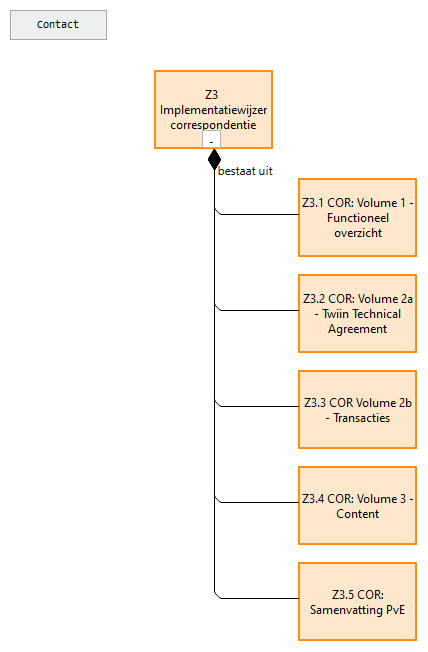 Contact
Z3
Implementatiewijzer
correspondentie
-
bestaat uit
Z3.1 COR: Volume 1 -
Functioneel
overzicht
Z3.2 COR: Volume 2a
- Twiin Technical
Agreement
Z3.3 COR Volume 2b
- Transacties
Z3.4 COR: Volume 3 -
Content
Z3.5 COR:
Samenvatting PvE